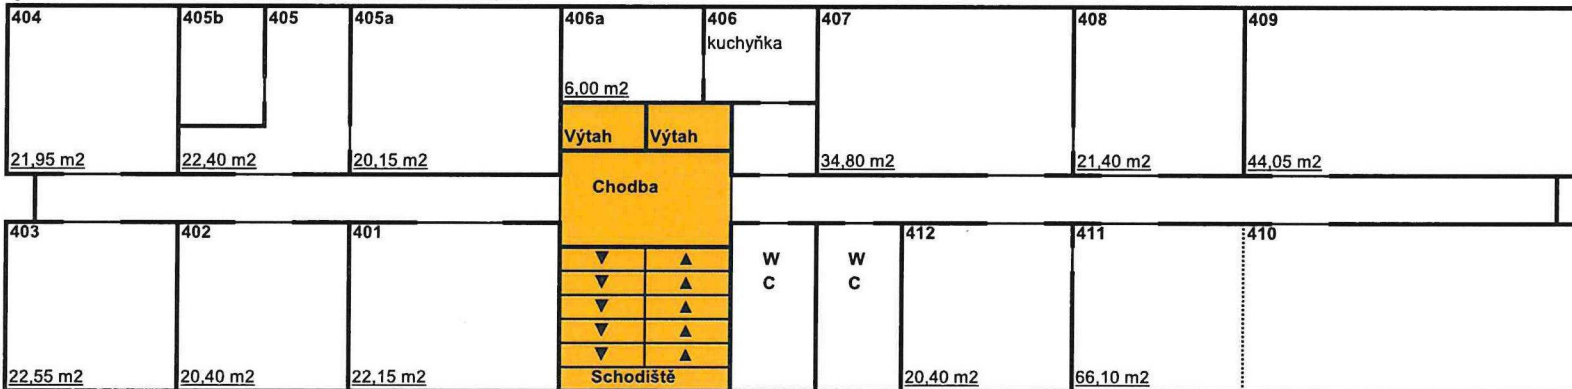 404 405b 405 405a 406a 406 407 408 409
kuchyňka
6,00 m2
Výtah Výtah
21,95 m2 22,40 m2 20,15 m2 34,80 m2 21,40 m2 44,05 m2
Chodba
403 402 401 412 411 410
W W
C C
22,55 m2 20,40 m2 22,15 m2 Schodiště 20,40 m2 66,10 m2